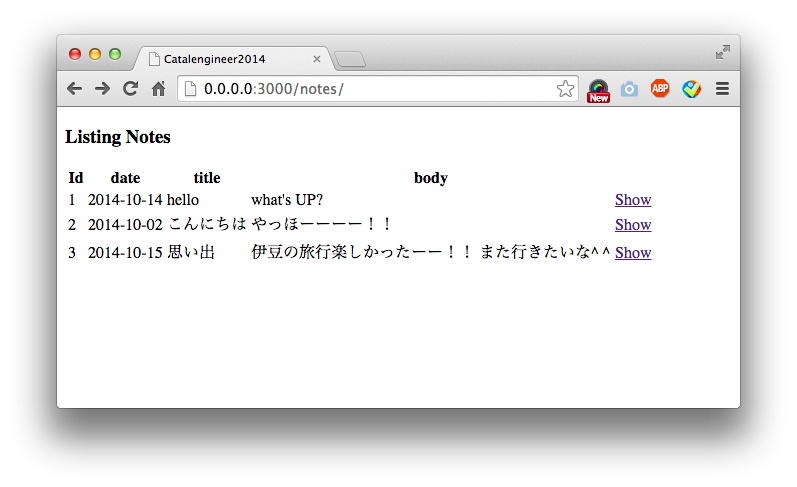 Catalengineer2014
0.0.0.0:3000/notes/
New
ABP
Listing Notes
Id date title body
1 2014-10-14 hello what's UP? Show
2 2014-10-02 こんにちは やっほーーーー！！ Show
3 2014-10-15 思い出 伊豆の旅行楽しかったーー！！ また行きたいな^ ^ Show